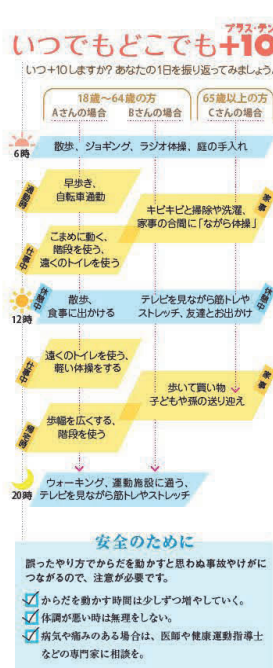 プラス・テン
いつでもどこでも+10
いつ+10しますか? あなたの1日を振り返ってみましょう。
18歳~64歳の方
65歳以上の方
Aさんの場合
Bさんの場合
Cさんの場合
6時
散歩、ジョギング、ラジオ体操、庭の手入れ
通勤時
早歩き、
自転車通勤
仕事中
こまめに動く、
階段を使う、
遠くのトイレを使う
家事
キビキビと掃除や洗濯、
家事の合間に「ながら体操」
12時
休憩中
散歩、
食事に出かける
テレビを見ながら筋トレや
ストレッチ、友達とお出かけ
休憩中
仕事中
遠くのトイレを使う、
軽い体操をする
家事
歩いて買い物
子どもや孫の送り迎え
帰宅時
歩幅を広くする、
階段を使う
20時
ウォーキング、運動施設に通う、
テレビを見ながら筋トレやストレッチ
安全のために
誤ったやり方でからだを動かすと思わぬ事故やけがに
つながるので、注意が必要です。
からだを動かす時間は少しずつ増やしていく。
体調が悪い時は無理をしない。
病気や痛みのある場合は、医師や健康運動指導士
などの専門家に相談を。